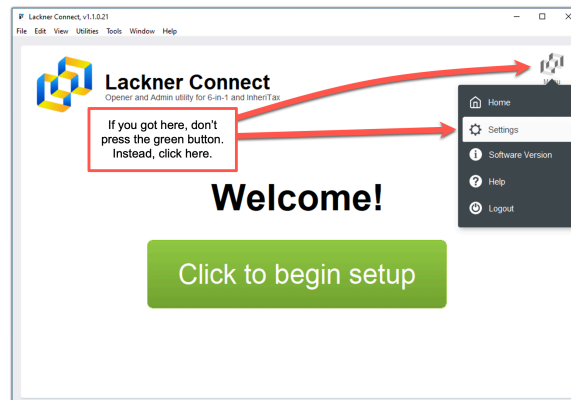 Lackner Connect, v1.1.0.21
File Edit View Utilities Tools Window Help
Lackner Connect
Opener and Admin utility for 6-in-1 and InheriTax
Menu
If you got here, don't
press the green button.
Instead, click here.
Home
Settings
Software Version
Help
Logout
Welcome!
Click to begin setup